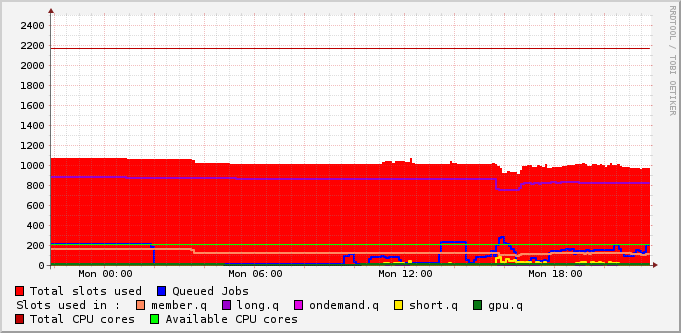 2400
2200
2000
1800
1600
1400
1200
1000
800
600
400
200
0
Mon 00:00 Mon 06:00 Mon 12:00 Mon 18:00
Total slots used Queued Jobs
Slots used in : member.q long.q ondemand.q short.q gpu.q
Total CPU cores Available CPU cores
RRDTOOL / TOBI OETIKER